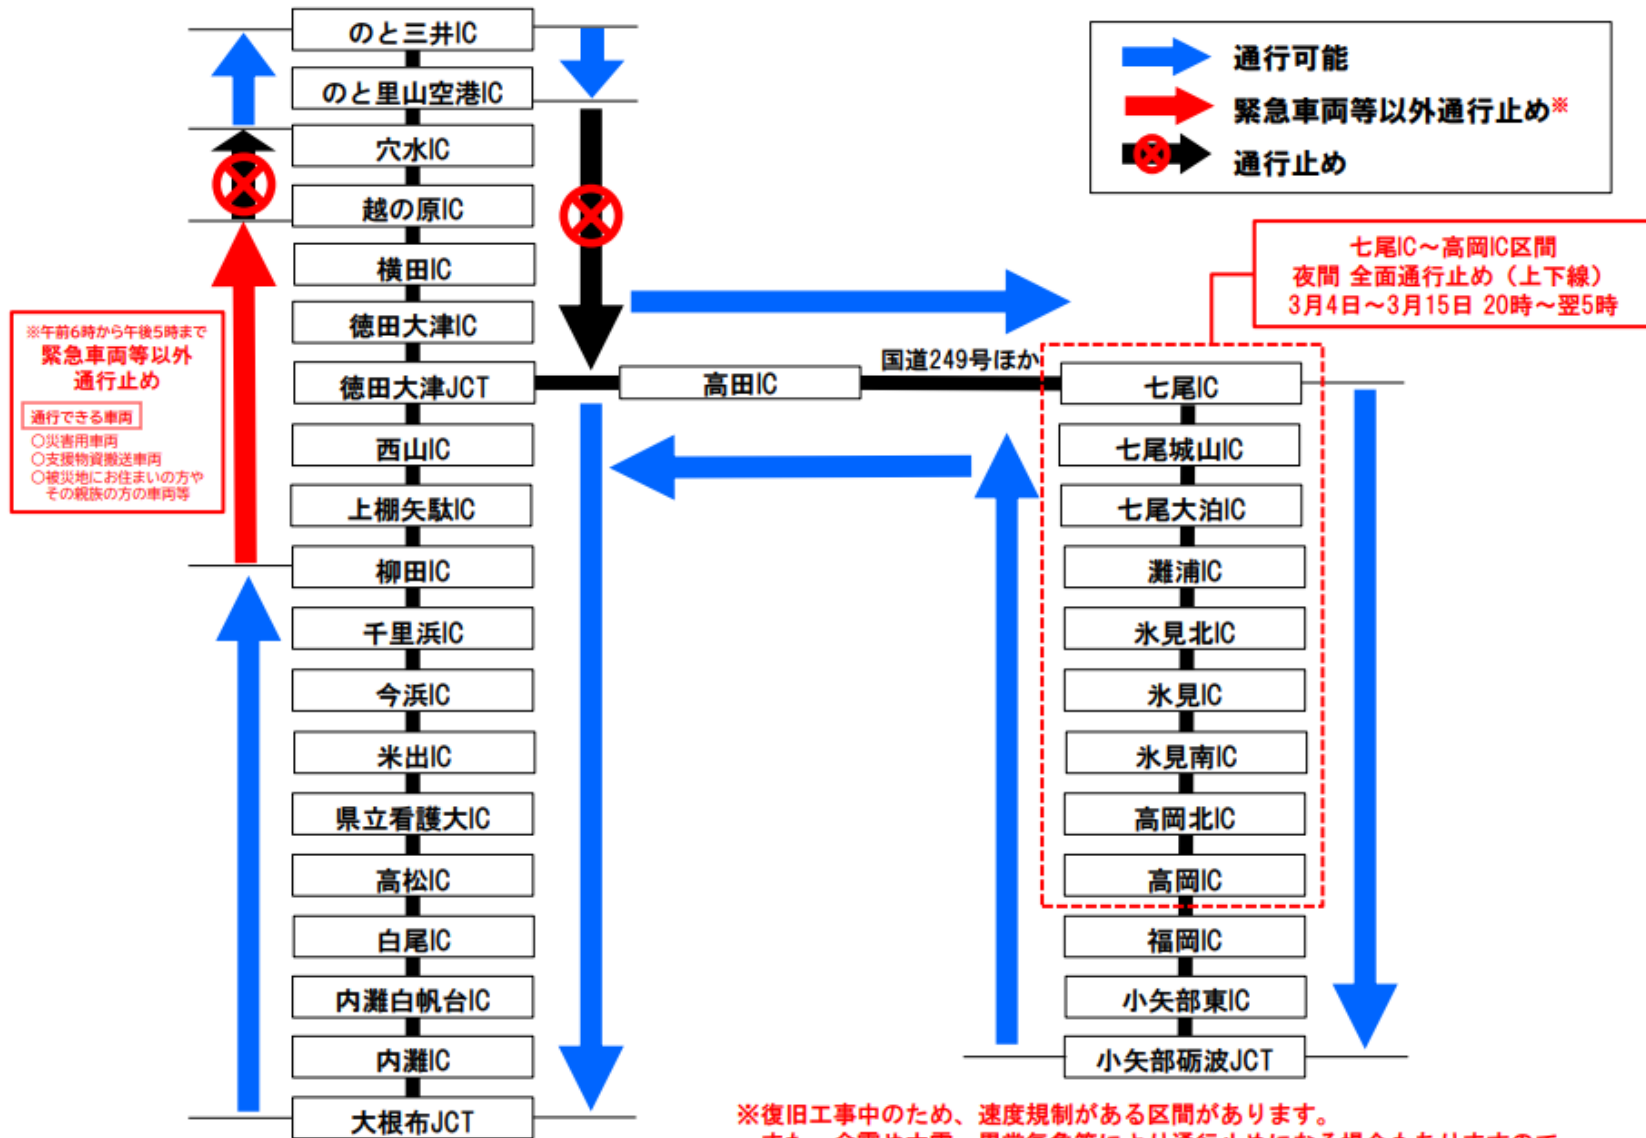 のと三井IC
のと里山空港IC
穴水IC
越の原IC
横田IC
徳田大津IC
徳田大津JCT
西山IC
上棚矢駄IC
柳田IC
千里浜IC
今浜IC
米出IC
県立看護大IC
高松IC
白尾IC
内灘白帆台IC
内灘IC
大根布JCT
※午前6時から午後5時まで
緊急車両等以外
通行止め
通行できる車両
○災害用車両
○支援物資搬送車両
○被災地にお住まいの方や
その親族の方の車両等
高田IC
国道249号ほか
通行可能
緊急車両等以外通行止め※
通行止め
七尾IC～高岡IC区間
夜間 全面通行止め（上下線）
3月4日～3月15日 20時～翌5時
七尾IC
七尾城山IC
七尾大泊IC
灘浦IC
氷見北IC
氷見IC
氷見南IC
高岡北IC
高岡IC
福岡IC
小矢部東IC
小矢部砺波JCT
※復旧工事中のため、速度規制がある区間があります。